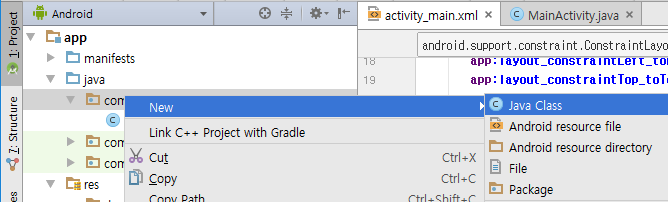 Android
activity_main.xml
MainActivity.java
1: Project
7: Structure
app
android.support.constraint.ConstraintLayo
manifests
18
app:layout_constraintLeft_to
java
19
app:layout_constraintTop_toT
com
New
Java Class
Link C++ Project with Gradle
Android resource file
com
Cut
Ctrl+X
Android resource directory
com
Copy
Ctrl+C
File
res
Copy Path
Ctrl+Shift+C
Package